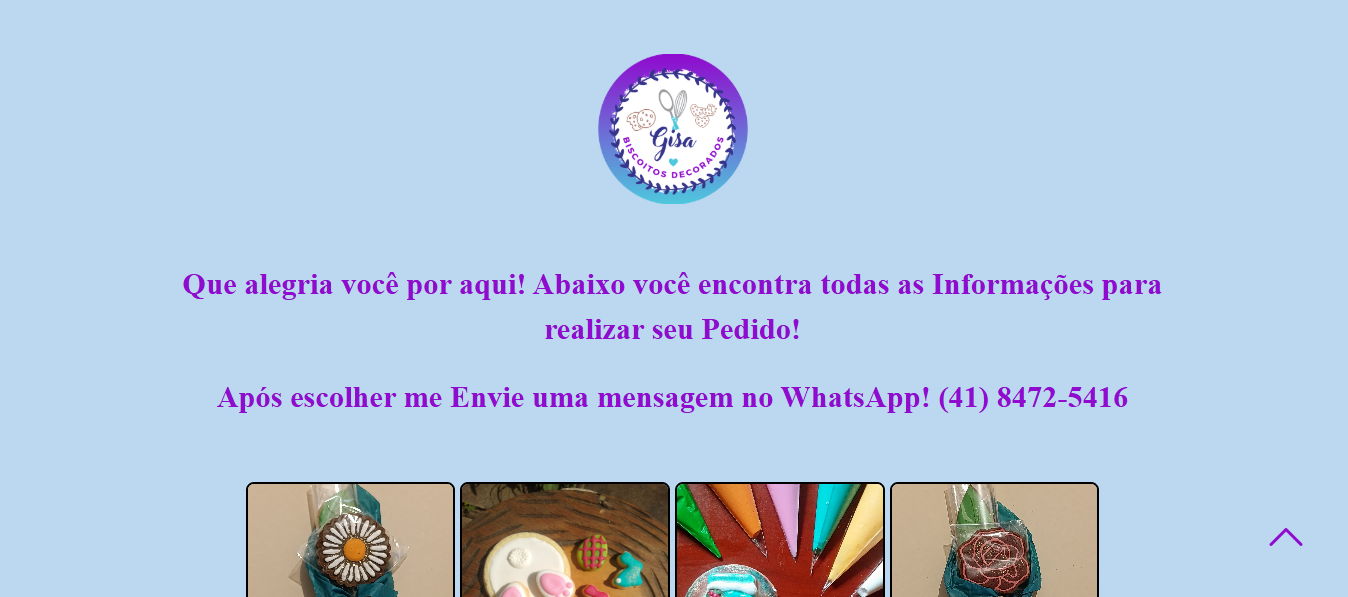 Gisa
BISCOITOS DECORADOS
Que alegria você por aqui! Abaixo você encontra todas as Informações para
realizar seu Pedido!
Após escolher me Envie uma mensagem no WhatsApp! (41) 8472-5416